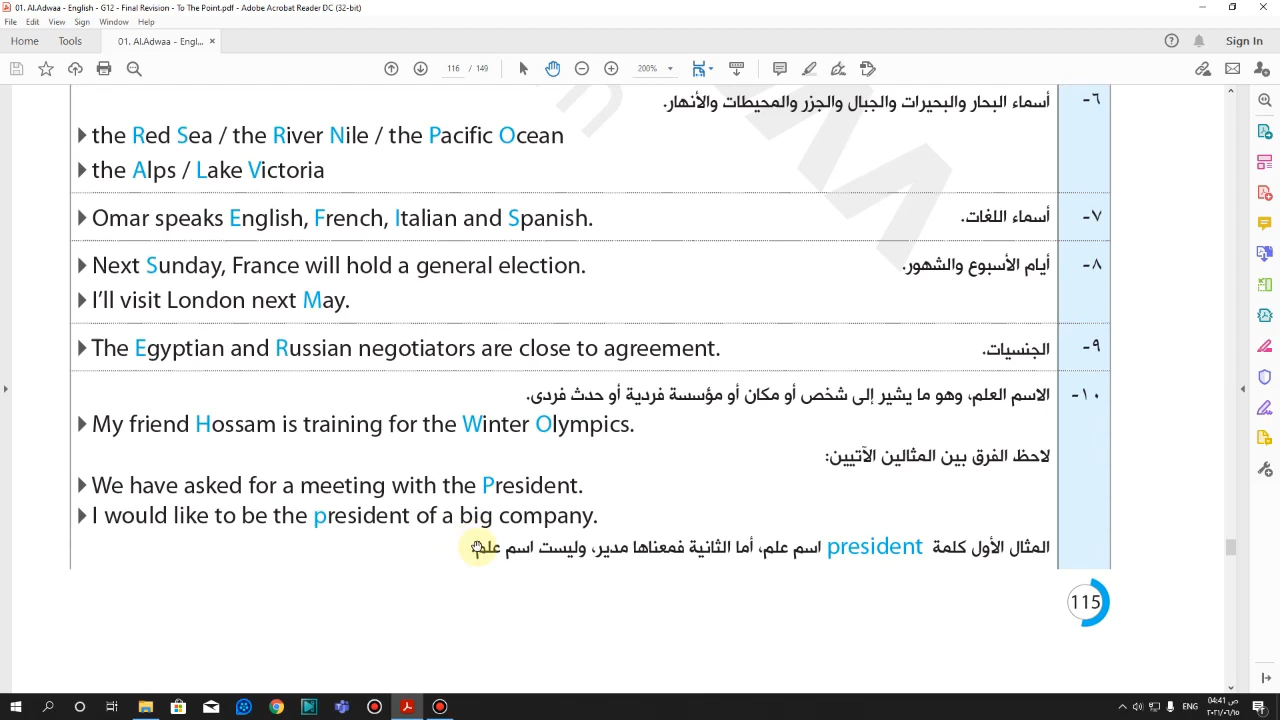 01. Al.Adwaa - English - G12 - Final Revision - To The Point.pdf - Adobe Acrobat Reader DC (32-bit)
File Edit View Sign Window Help
Home Tools 01. Al.Adwaa - Engl... × Sign In
116 / 149 200%
٦- أسماء البحار والبحيرات والجبال والجزر والمحيطات والأنهار.
the Red Sea / the River Nile / the Pacific Ocean
the Alps / Lake Victoria
Omar speaks English, French, Italian and Spanish. ٧- أسماء اللغات.
Next Sunday, France will hold a general election. ٨- أيام الأسبوع والشهور.
I'll visit London next May.
The Egyptian and Russian negotiators are close to agreement. ٩- الجنسيات.
١٠- الاسم العلم، وهو ما يشير إلى شخص أو مكان أو مؤسسة فردية أو حدث فردى.
My friend Hossam is training for the Winter Olympics.
لاحظ الفرق بين المثالين الآتيين:
We have asked for a meeting with the President.
I would like to be the president of a big company.
المثال الأول كلمة president اسم علم، أما الثانية فمعناها مدير، وليست اسم علم
115
ENG ٠٤:٤١ ص
٢٠٢١/٠٦/١٥